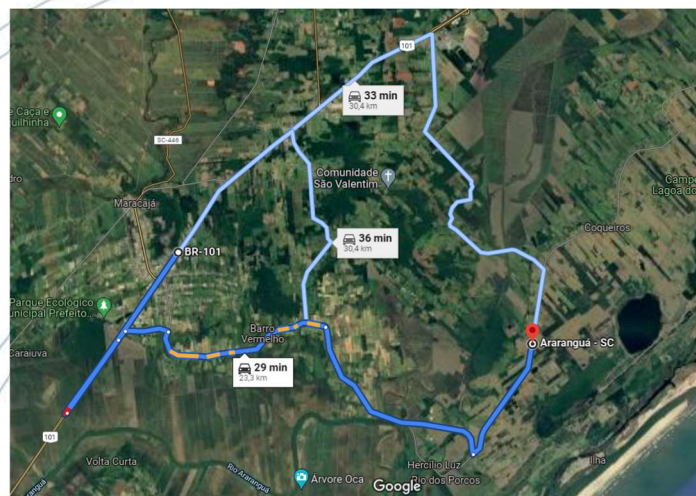 101
33 min
30,4 km
e Caça e
uilhinha
SC-446
Comunidade
São Valentim
dro
Campo
Lagoa do
Maracajá
Coqueiros
36 min
30,4 km
BR-101
Parque Ecológico
unicipal Prefeito...
Barro
Vermelho
Caraiuva
Araranguá - SC
29 min
23,3 km
101
Volta Curta
Hercílio Luz
Ilha
Rio Araranguá
Árvore Oca
Rio dos Porcos
Google